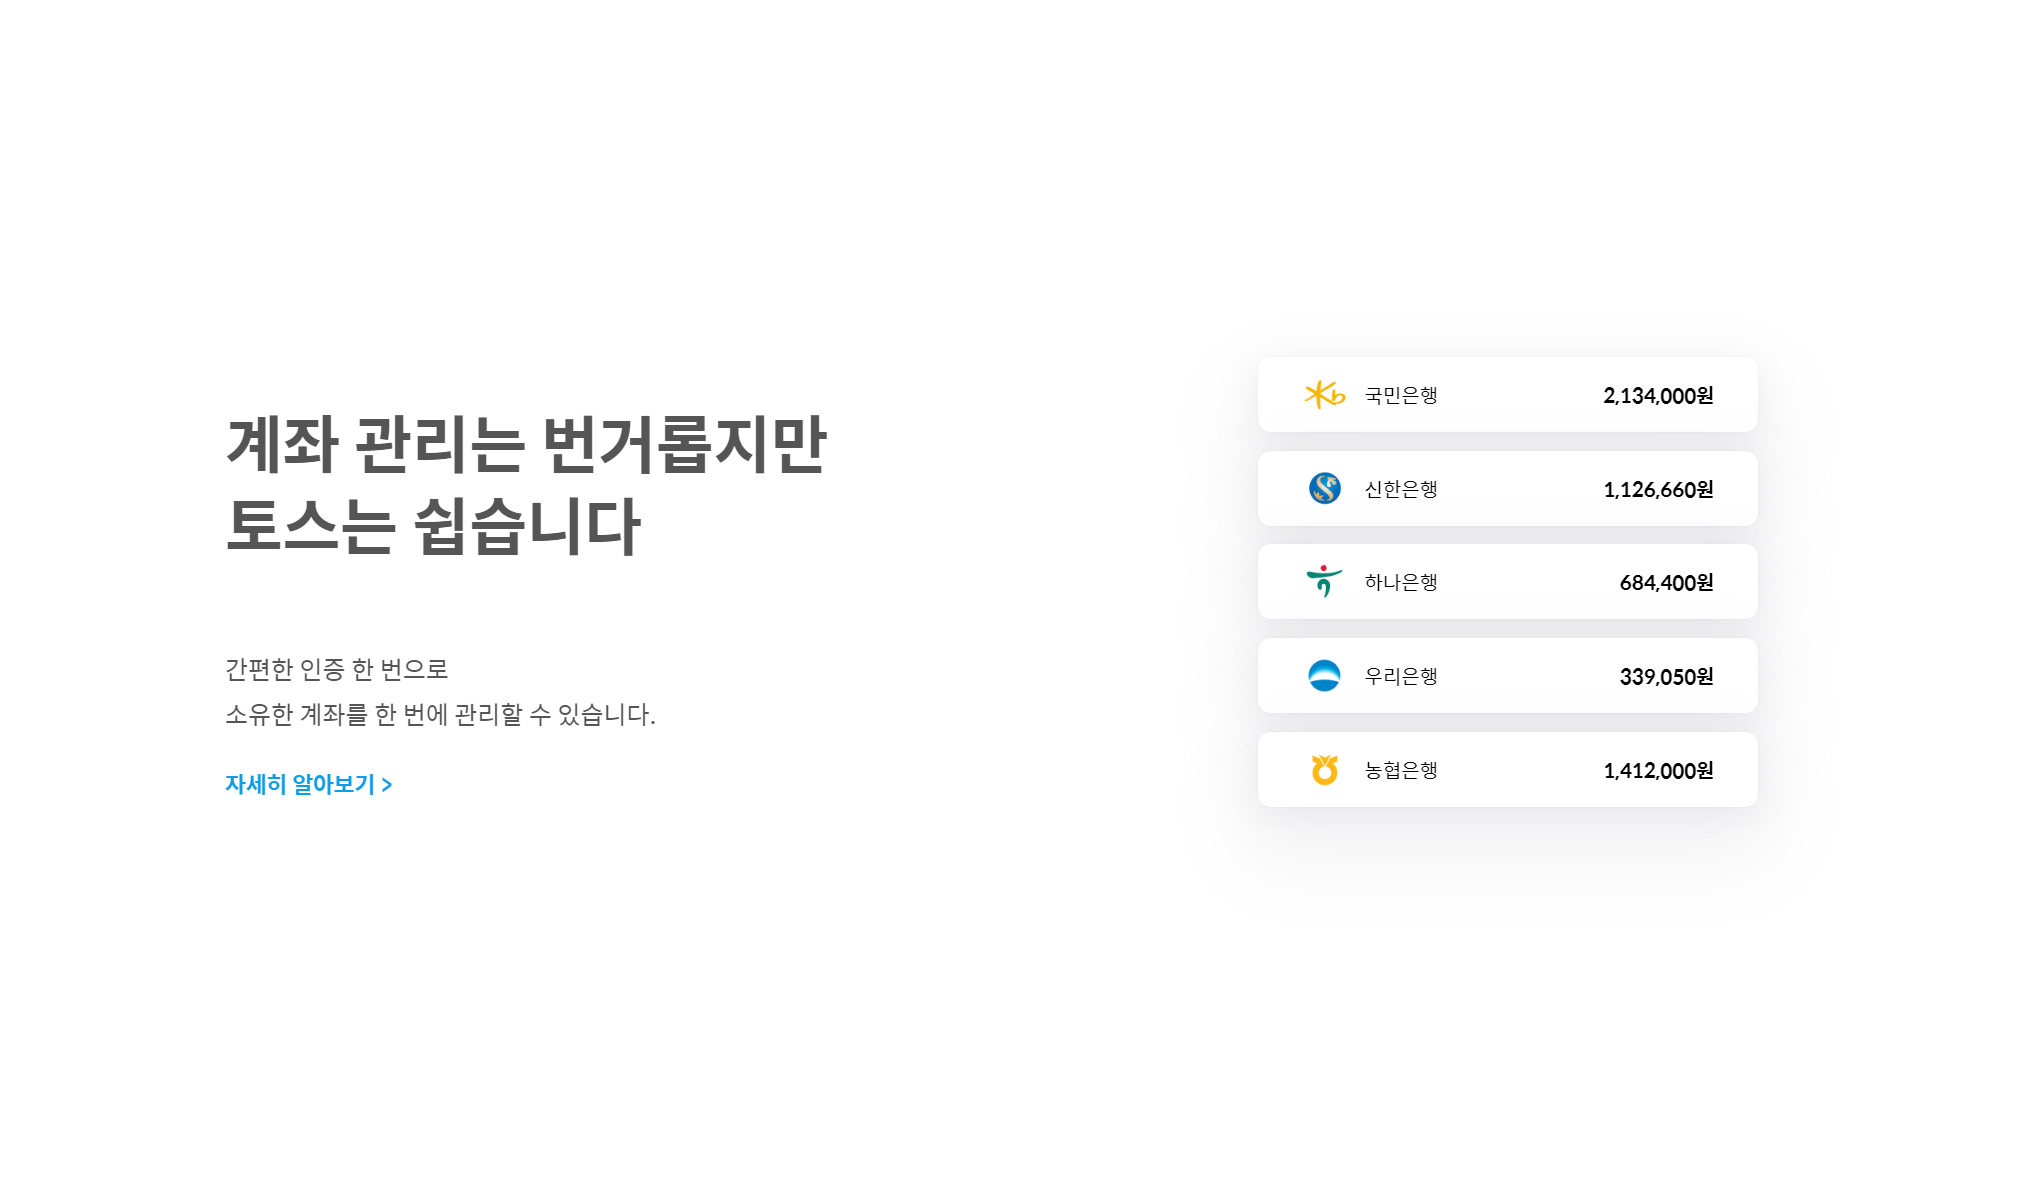 계좌 관리는 번거롭지만
토스는 쉽습니다
간편한 인증 한 번으로
소유한 계좌를 한 번에 관리할 수 있습니다.
자세히 알아보기 >
국민은행 2,134,000원
신한은행 1,126,660원
하나은행 684,400원
우리은행 339,050원
농협은행 1,412,000원